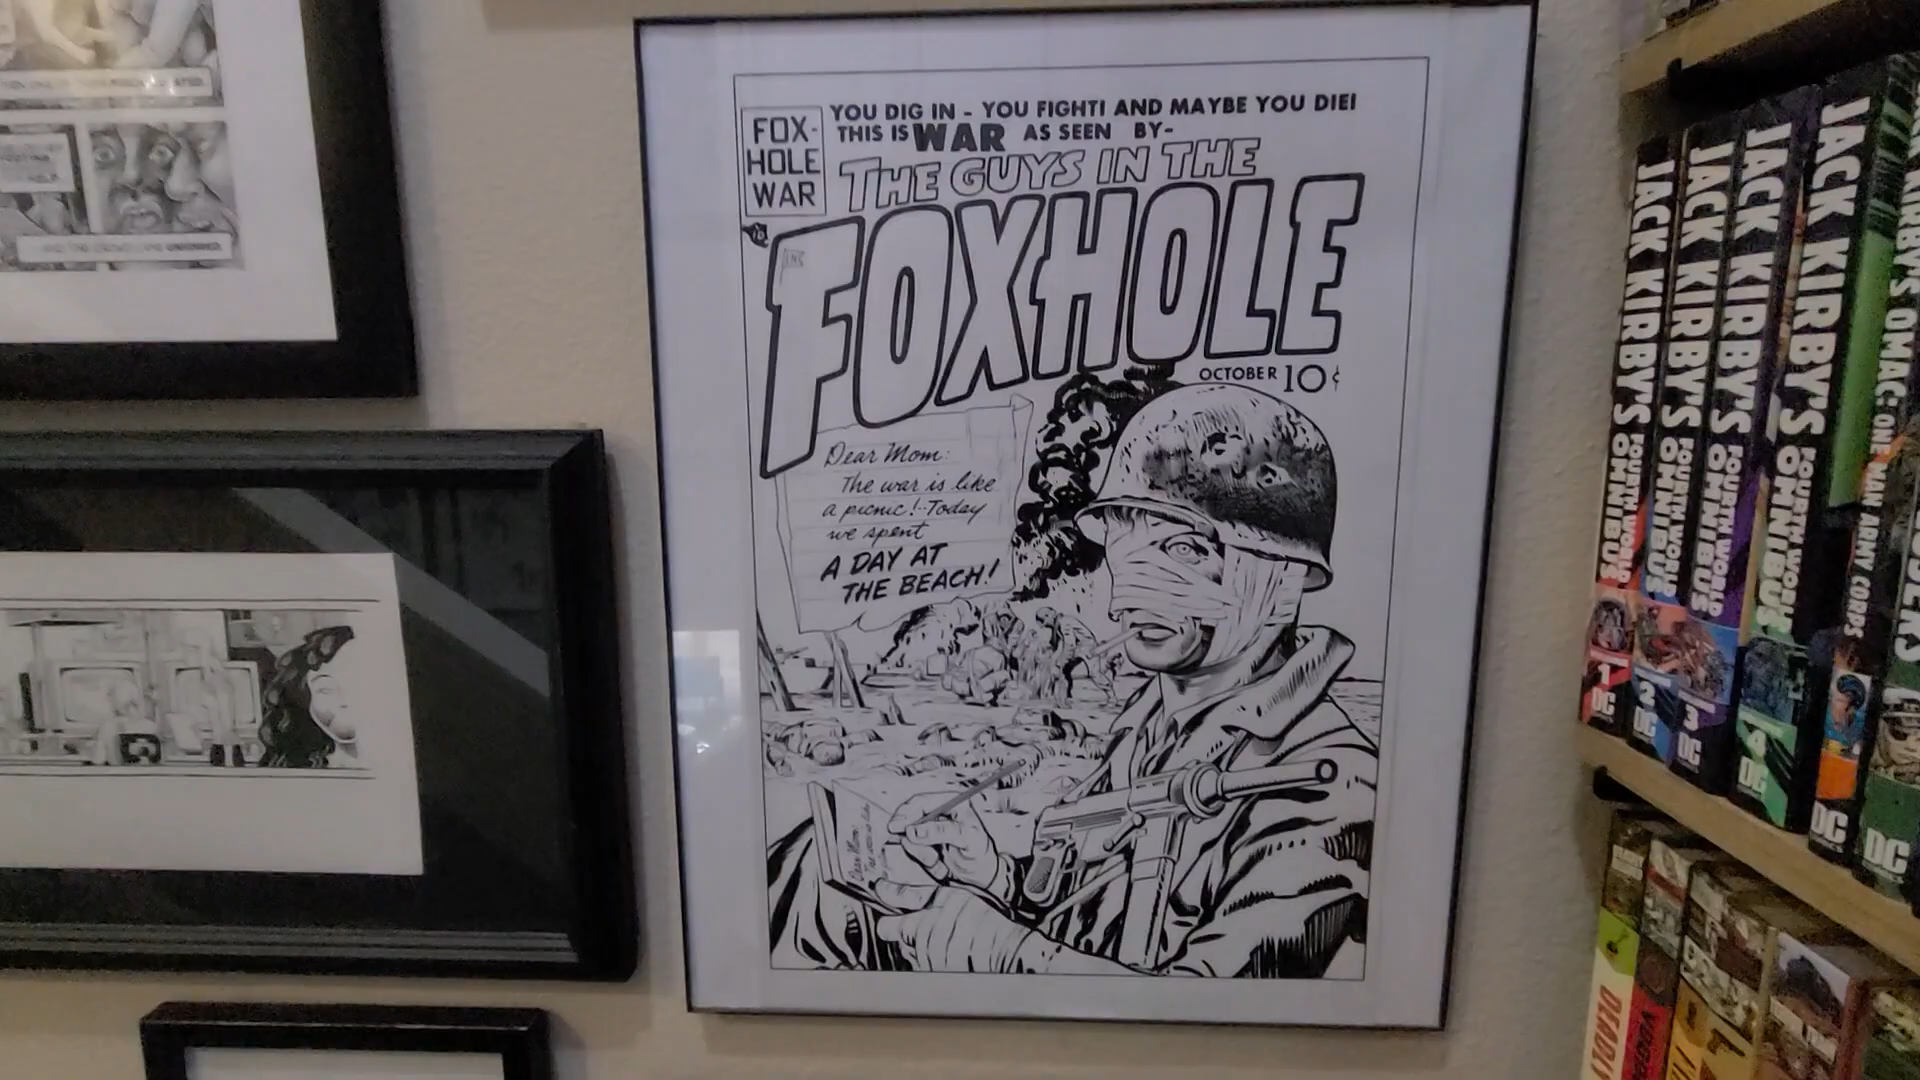 YOU DIG IN - YOU FIGHT! AND MAYBE YOU DIE!
THIS IS WAR AS SEEN BY-
FOX-
HOLE
WAR
THE GUYS IN THE
FOXHOLE
OCTOBER 10¢
Dear Mom:
The war is like
a picnic! Today
we spent
A DAY AT
THE BEACH!
Dear Mom:
JACK KIRBY'S FOURTH WORLD OMNIBUS 1 DC
JACK KIRBY'S FOURTH WORLD OMNIBUS 2 DC
JACK KIRBY'S FOURTH WORLD OMNIBUS 3 DC
JACK KIRBY'S FOURTH WORLD OMNIBUS 4 DC
KIRBY'S OMAC: ONE MAN ARMY CORPS DC
DC
DEADLY